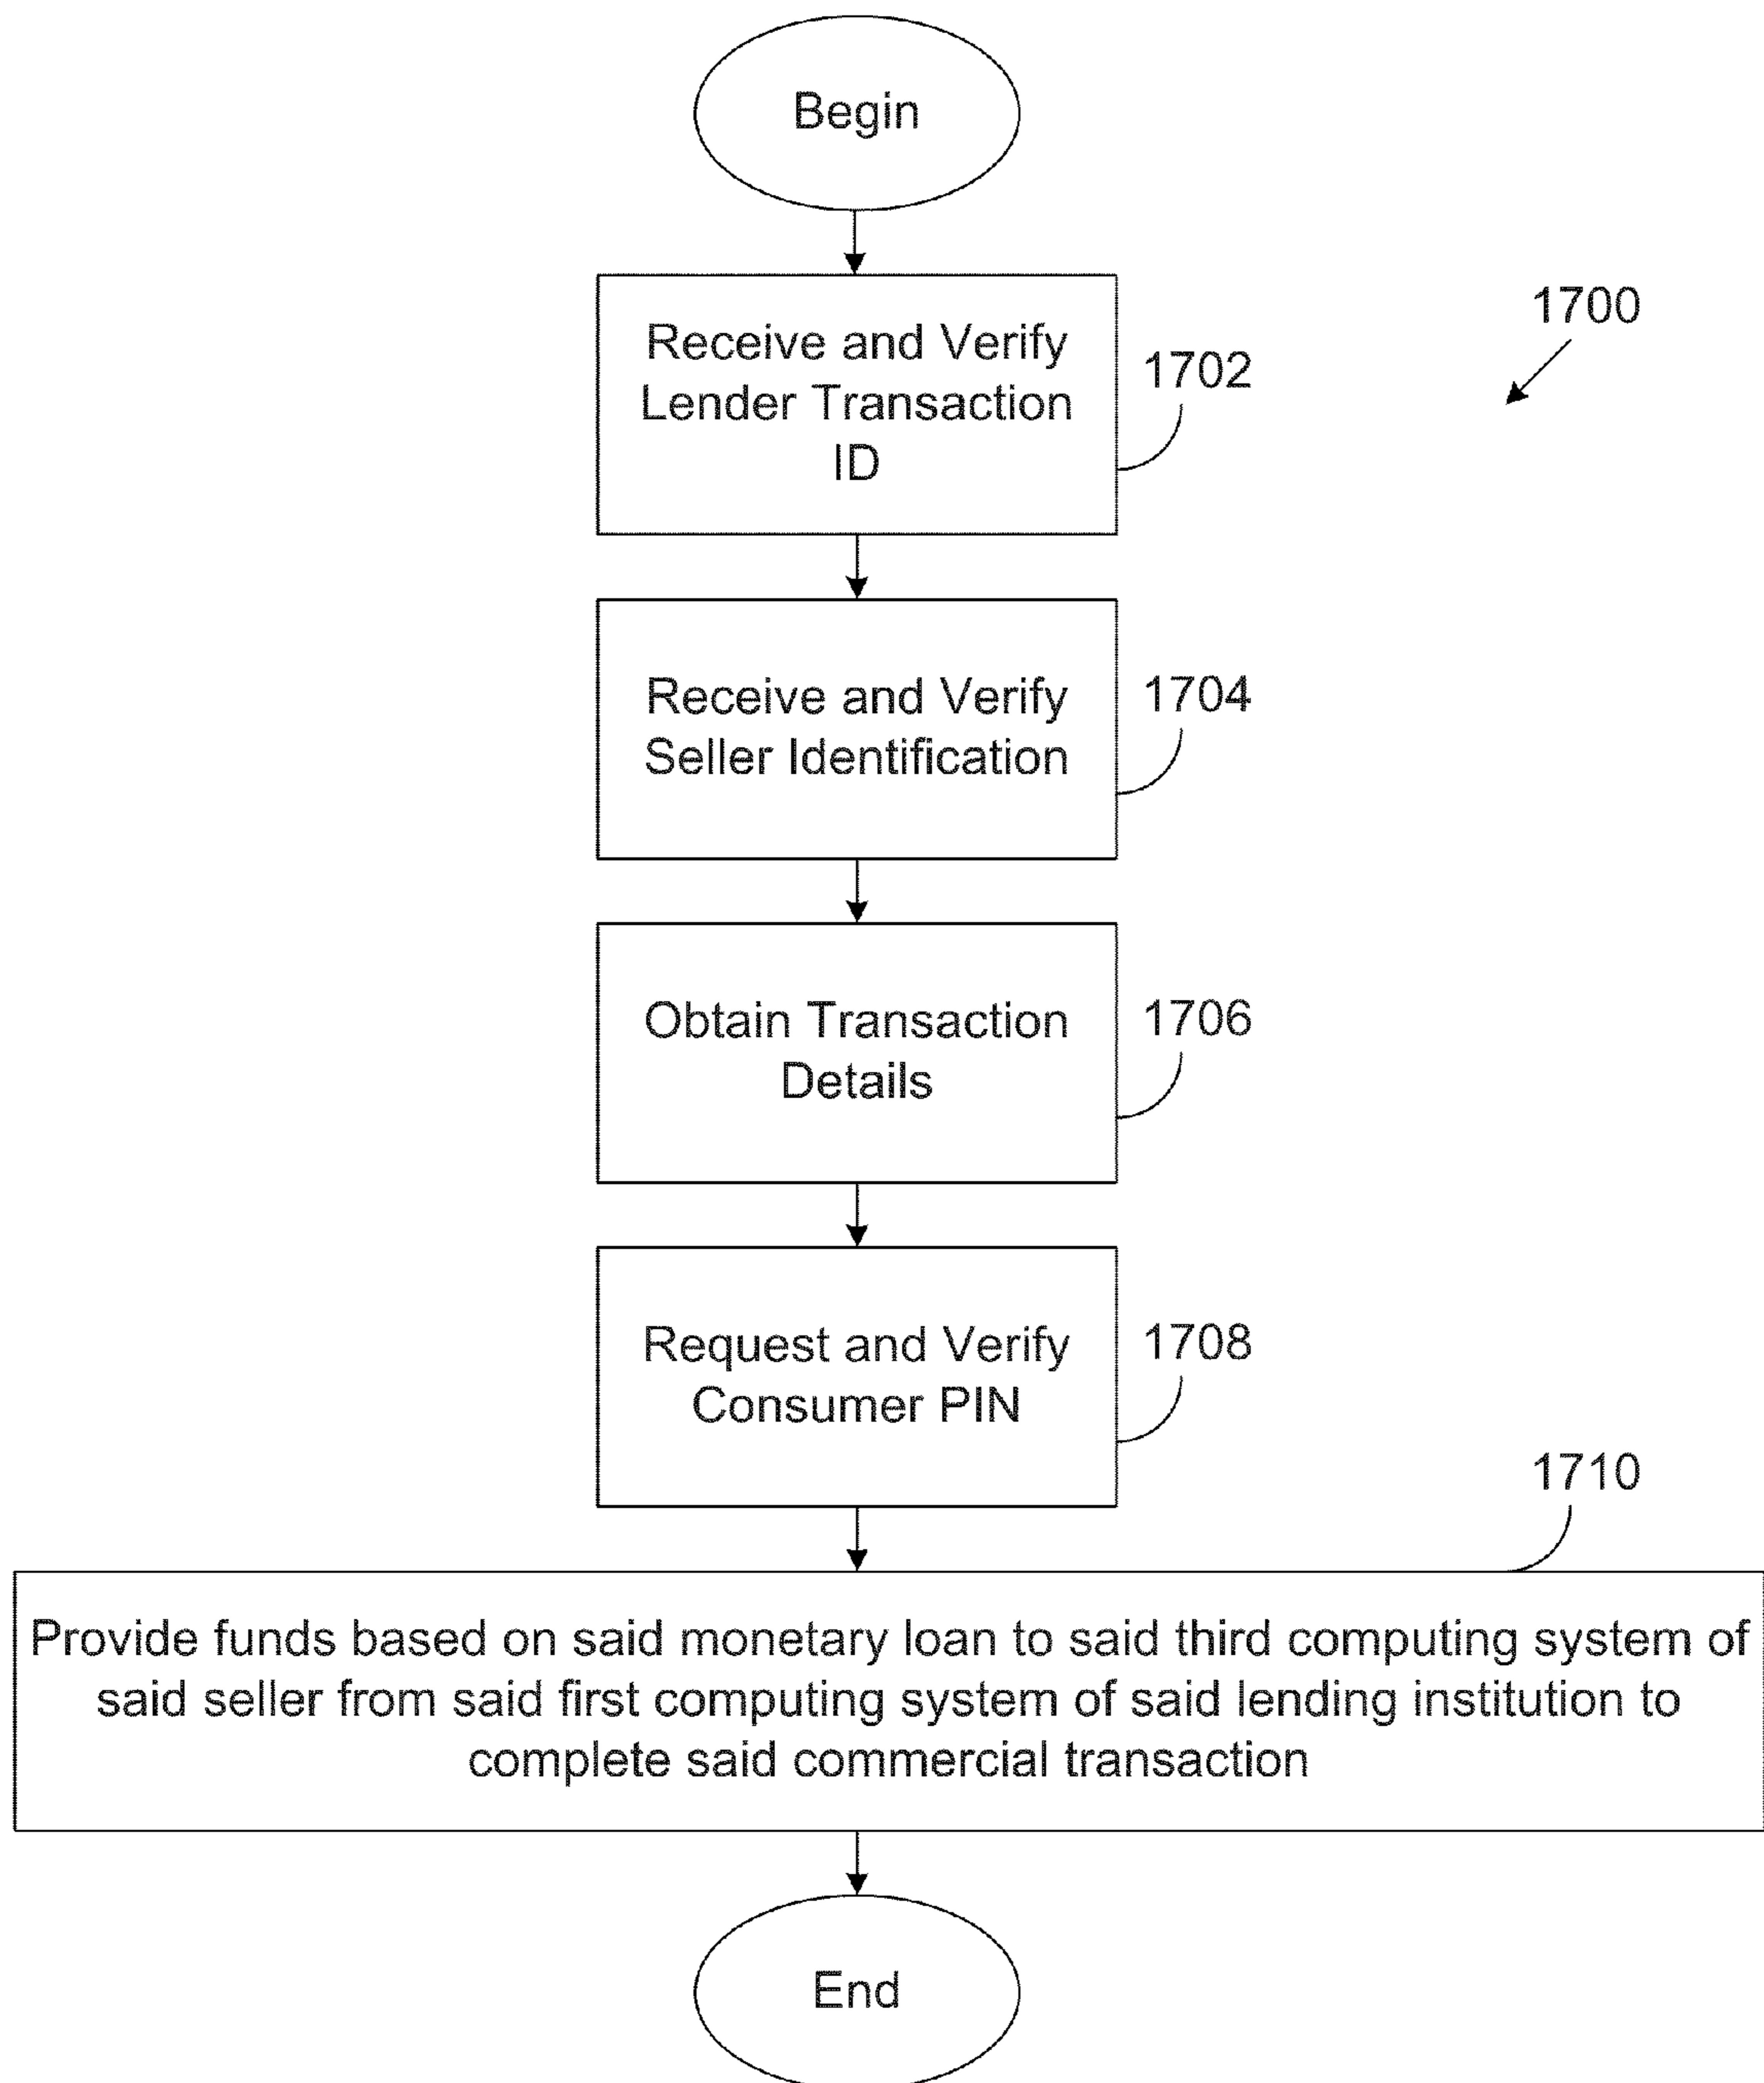 Begin
1700
Receive and Verify
Lender Transaction
ID
1702
Receive and Verify
Seller Identification
1704
Obtain Transaction
Details
1706
Request and Verify
Consumer PIN
1708
1710
Provide funds based on said monetary loan to said third computing system of
said seller from said first computing system of said lending institution to
complete said commercial transaction
End